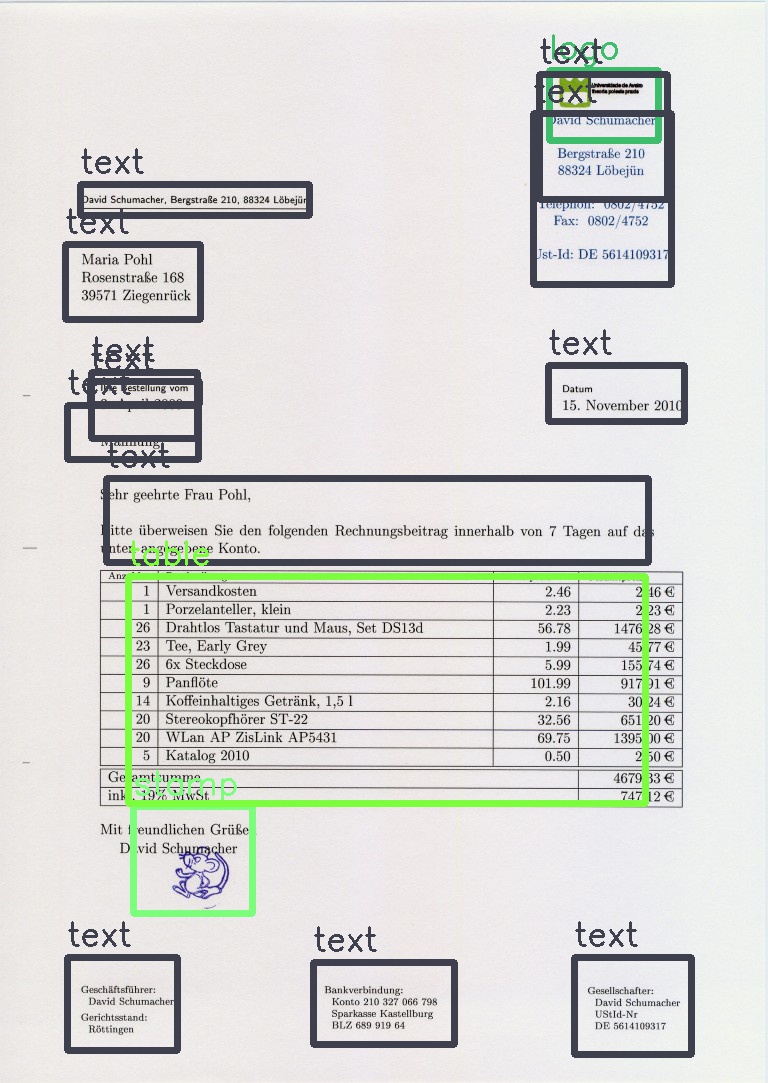 logo
text
Universidade de Aveiro
theoria poiesis praxis
text
David Schumacher
Bergstraße 210
88324 Löbejün
Telephon: 0802/4752
Fax: 0802/4752
Ust-Id: DE 5614109317
text
David Schumacher, Bergstraße 210, 88324 Löbejün
text
Maria Pohl
Rosenstraße 168
39571 Ziegenrück
text
text
text
Ihre Bestellung vom
April
Mahnung
text
Datum
15. November 2010
text
Sehr geehrte Frau Pohl,
Bitte überweisen Sie den folgenden Rechnungsbeitrag innerhalb von 7 Tagen auf das
unten angegebene Konto.
table
1 Versandkosten 2.46 2.46 €
1 Porzelanteller, klein 2.23 2.23 €
26 Drahtlos Tastatur und Maus, Set DS13d 56.78 1476.28 €
23 Tee, Early Grey 1.99 45.77 €
26 6x Steckdose 5.99 155.74 €
9 Panflöte 101.99 917.91 €
14 Koffeinhaltiges Getränk, 1,5 l 2.16 30.24 €
20 Stereokopfhörer ST-22 32.56 651.20 €
20 WLan AP ZisLink AP5431 69.75 1395.00 €
5 Katalog 2010 0.50 2.50 €
Gesamtsumme 4679.33 €
inkl. 19% MwSt 747.12 €
stamp
Mit freundlichen Grüßen
David Schumacher
text
Geschäftsführer:
David Schumacher
Gerichtsstand:
Röttingen
text
Bankverbindung:
Konto 210 327 066 798
Sparkasse Kastellburg
BLZ 689 919 64
text
Gesellschafter:
David Schumacher
UStId-Nr
DE 5614109317